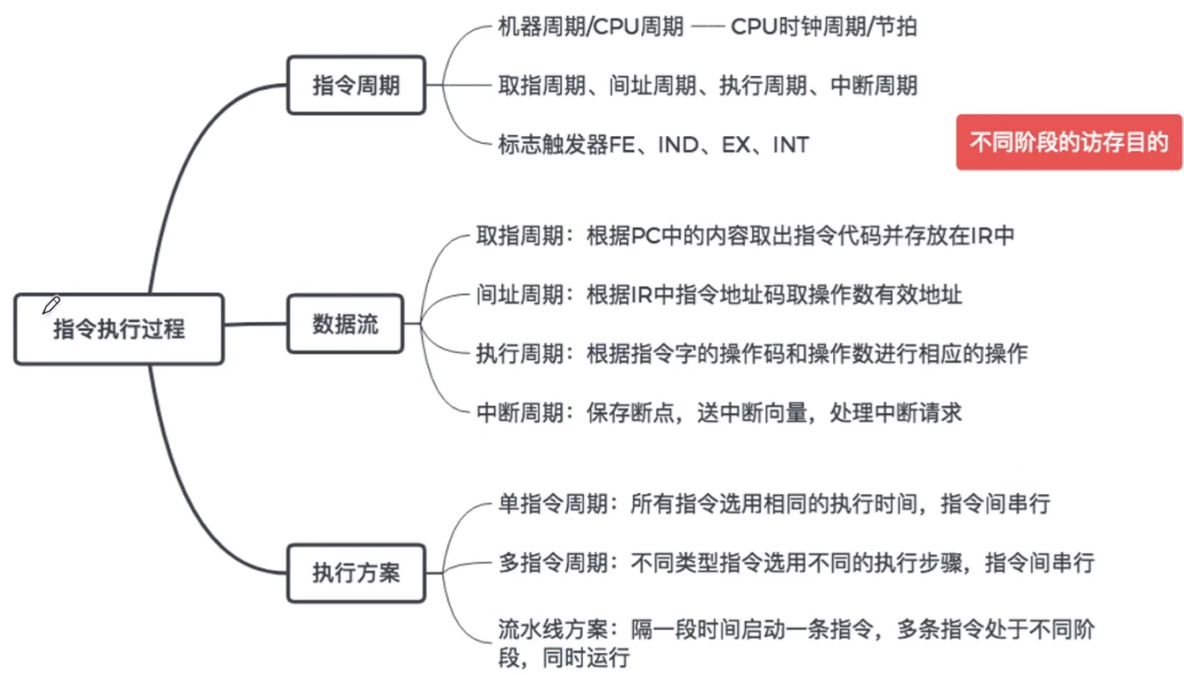 机器周期/CPU周期 —— CPU时钟周期/节拍
指令周期
取指周期、间址周期、执行周期、中断周期
标志触发器FE、IND、EX、INT
不同阶段的访存目的
取指周期：根据PC中的内容取出指令代码并存放在IR中
间址周期：根据IR中指令地址码取操作数有效地址
指令执行过程
数据流
执行周期：根据指令字的操作码和操作数进行相应的操作
中断周期：保存断点，送中断向量，处理中断请求
单指令周期：所有指令选用相同的执行时间，指令间串行
执行方案
多指令周期：不同类型指令选用不同的执行步骤，指令间串行
流水线方案：隔一段时间启动一条指令，多条指令处于不同阶
段，同时运行